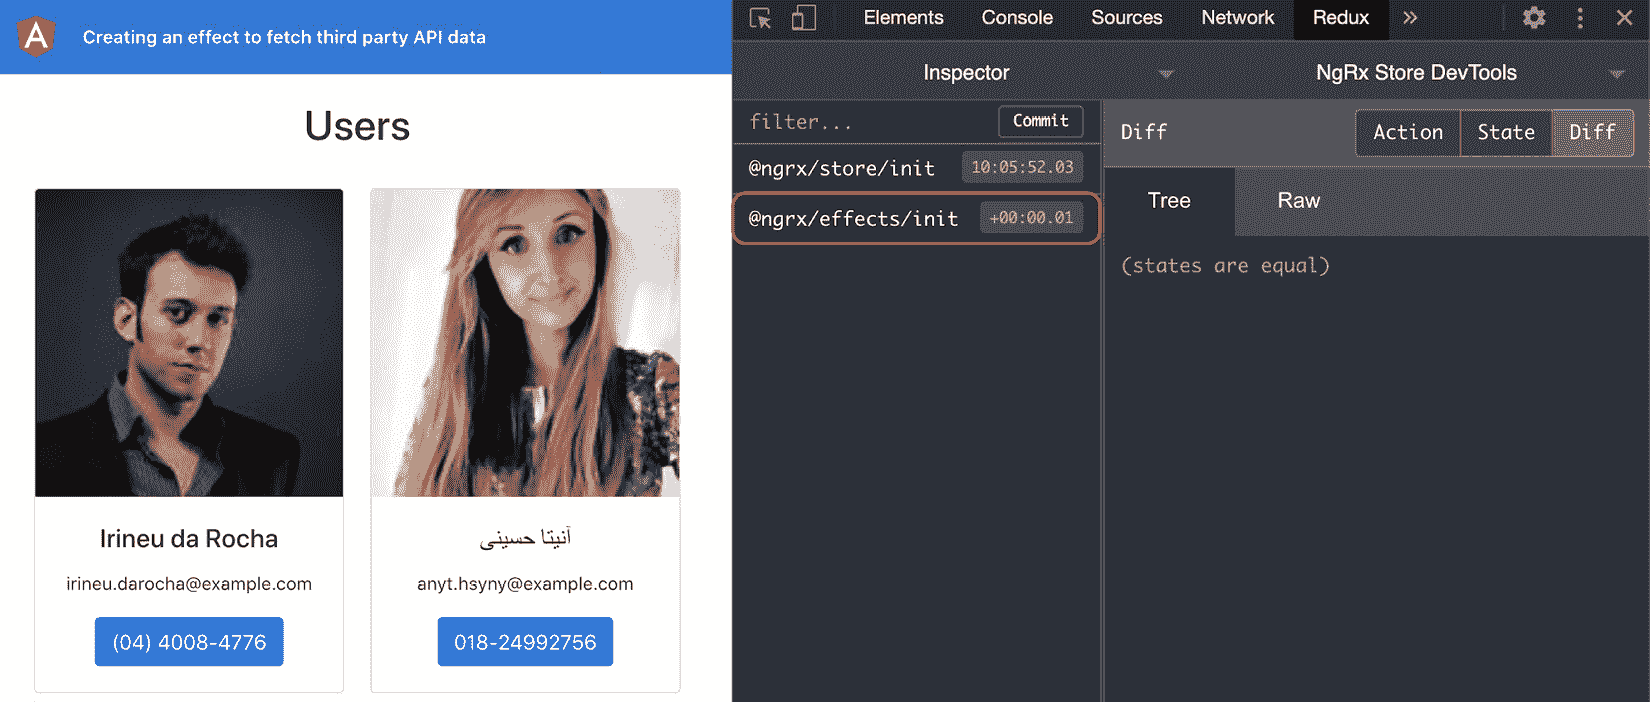 Creating an effect to fetch third party API data
Users
Irineu da Rocha
irineu.darocha@example.com
(04) 4008-4776
آنیتا حسینی
anyt.hsyny@example.com
018-24992756
Elements Console Sources Network Redux »
Inspector NgRx Store DevTools
filter... Commit
@ngrx/store/init 10:05:52.03
@ngrx/effects/init +00:00.01
Diff Action State Diff
Tree Raw
(states are equal)